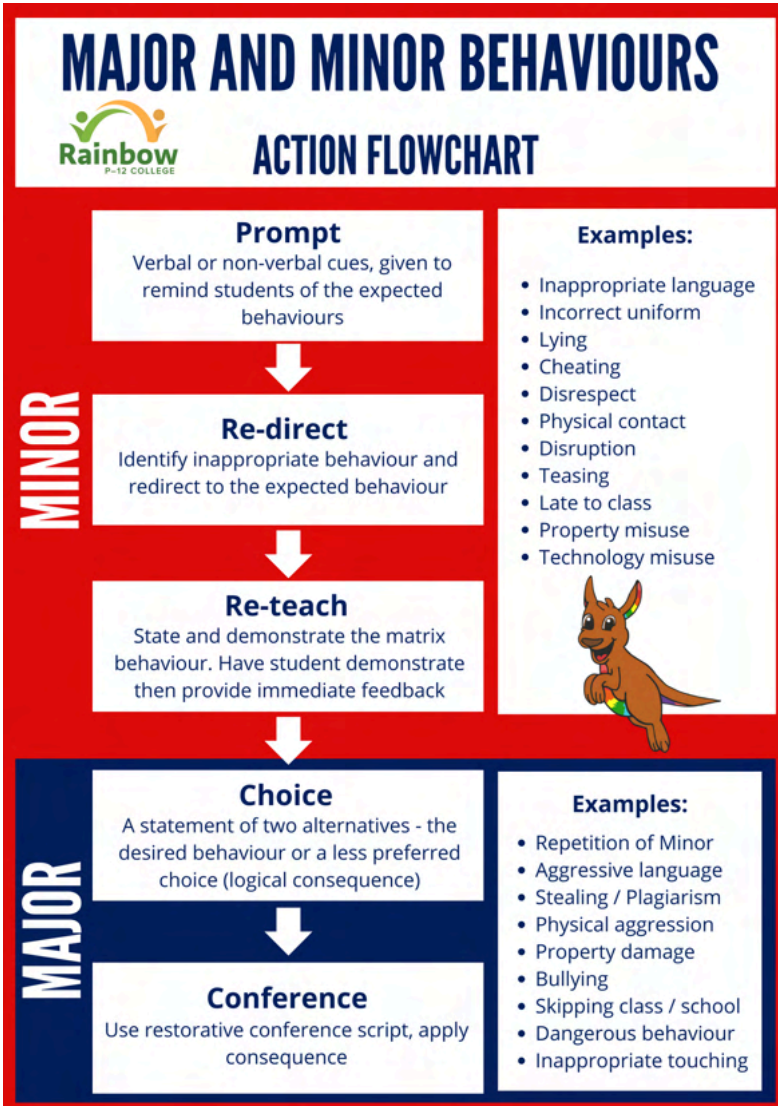 MAJOR AND MINOR BEHAVIOURS
Rainbow
P-12 COLLEGE
ACTION FLOWCHART
MINOR
Prompt
Verbal or non-verbal cues, given to
remind students of the expected
behaviours
Re-direct
Identify inappropriate behaviour and
redirect to the expected behaviour
Re-teach
State and demonstrate the matrix
behaviour. Have student demonstrate
then provide immediate feedback
Examples:
• Inappropriate language
• Incorrect uniform
• Lying
• Cheating
• Disrespect
• Physical contact
• Disruption
• Teasing
• Late to class
• Property misuse
• Technology misuse
MAJOR
Choice
A statement of two alternatives - the
desired behaviour or a less preferred
choice (logical consequence)
Conference
Use restorative conference script, apply
consequence
Examples:
• Repetition of Minor
• Aggressive language
• Stealing / Plagiarism
• Physical aggression
• Property damage
• Bullying
• Skipping class / school
• Dangerous behaviour
• Inappropriate touching